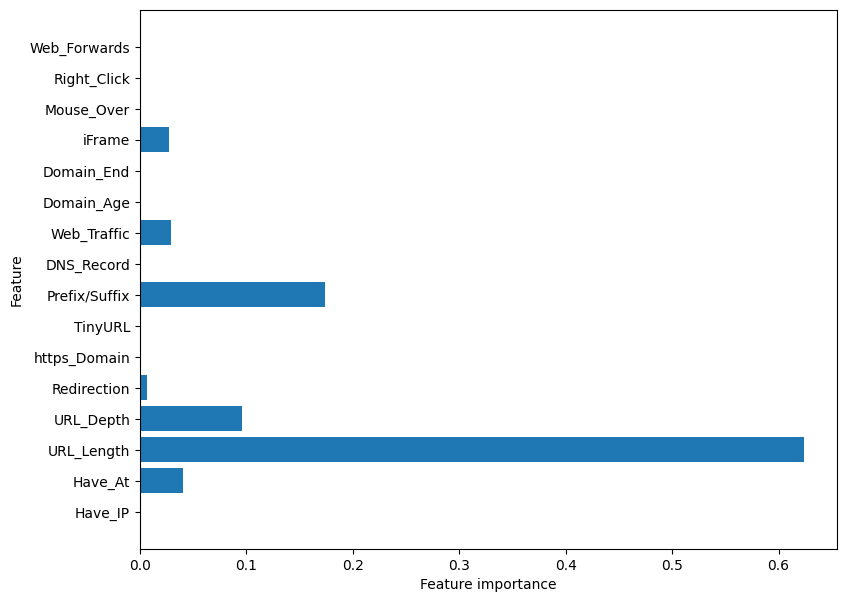 Web_Forwards
Right_Click
Mouse_Over
iFrame
Domain_End
Domain_Age
Web_Traffic
DNS_Record
Prefix/Suffix
TinyURL
https_Domain
Redirection
URL_Depth
URL_Length
Have_At
Have_IP
Feature
0.0 0.1 0.2 0.3 0.4 0.5 0.6
Feature importance